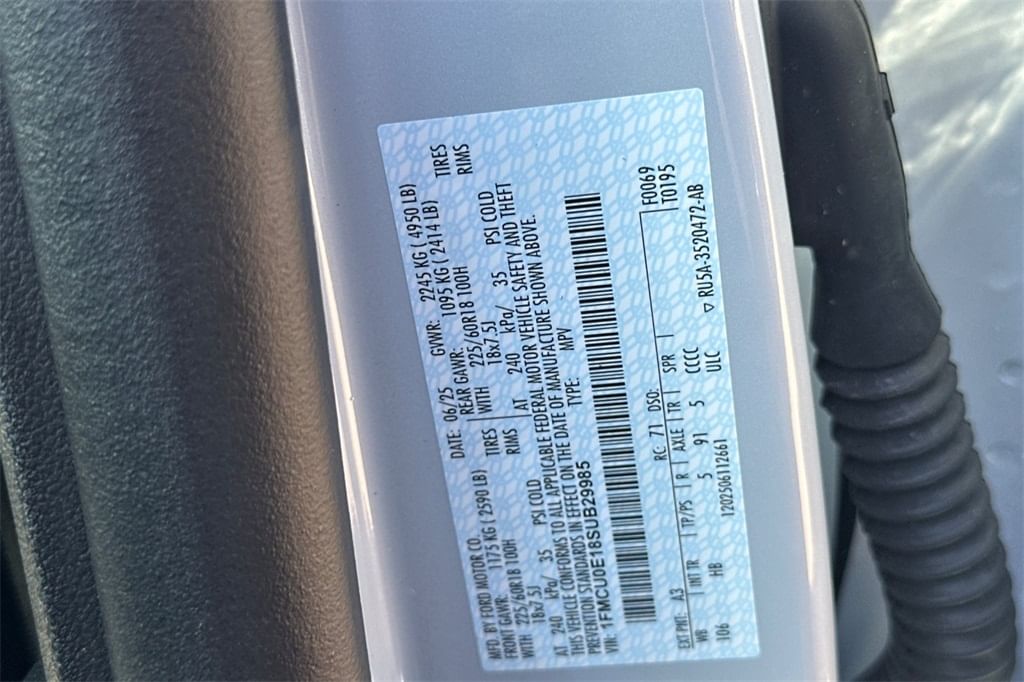 MFD. BY FORD MOTOR CO. DATE: 06/25 GVWR: 2245 KG ( 4950 LB)
FRONT GAWR: 1175 KG ( 2590 LB) REAR GAWR: 1095 KG ( 2414 LB)
WITH 225/60R18 100H TIRES WITH 225/60R18 100H TIRES
18x7.5J RIMS 18x7.5J RIMS
AT 240 kPa/ 35 PSI COLD AT 240 kPa/ 35 PSI COLD
THIS VEHICLE CONFORMS TO ALL APPLICABLE FEDERAL MOTOR VEHICLE SAFETY AND THEFT
PREVENTION STANDARDS IN EFFECT ON THE DATE OF MANUFACTURE SHOWN ABOVE.
VIN: 1FMCU0E18SUB29985 TYPE: MPV
F0069
T0195
EXT PNT: A3 RC: 71 DSO:
WB INT TR TP/PS R AXLE TR SPR
106 HB 5 91 5 CCCC
1202506112661 ULC ▽ RU5A-3520472-AB